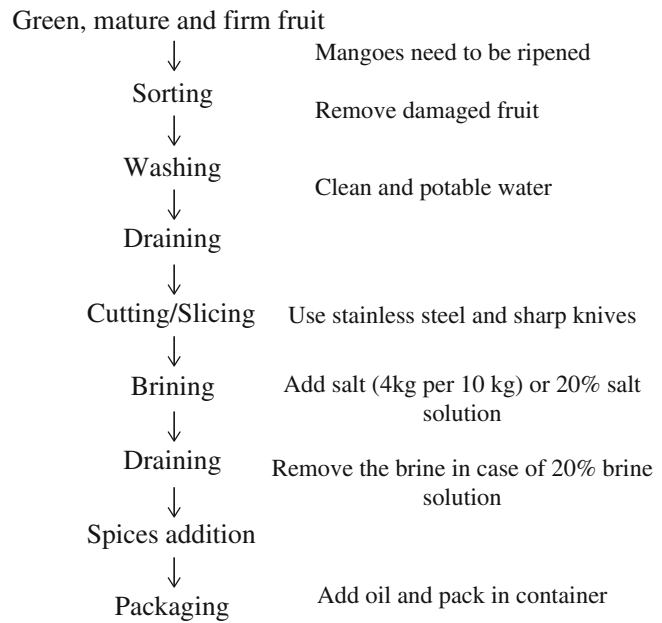 Green, mature and firm fruit
Mangoes need to be ripened
Sorting
Remove damaged fruit
Washing
Clean and potable water
Draining
Cutting/Slicing
Use stainless steel and sharp knives
Brining
Add salt (4kg per 10 kg) or 20% salt
solution
Draining
Remove the brine in case of 20% brine
solution
Spices addition
Packaging
Add oil and pack in container